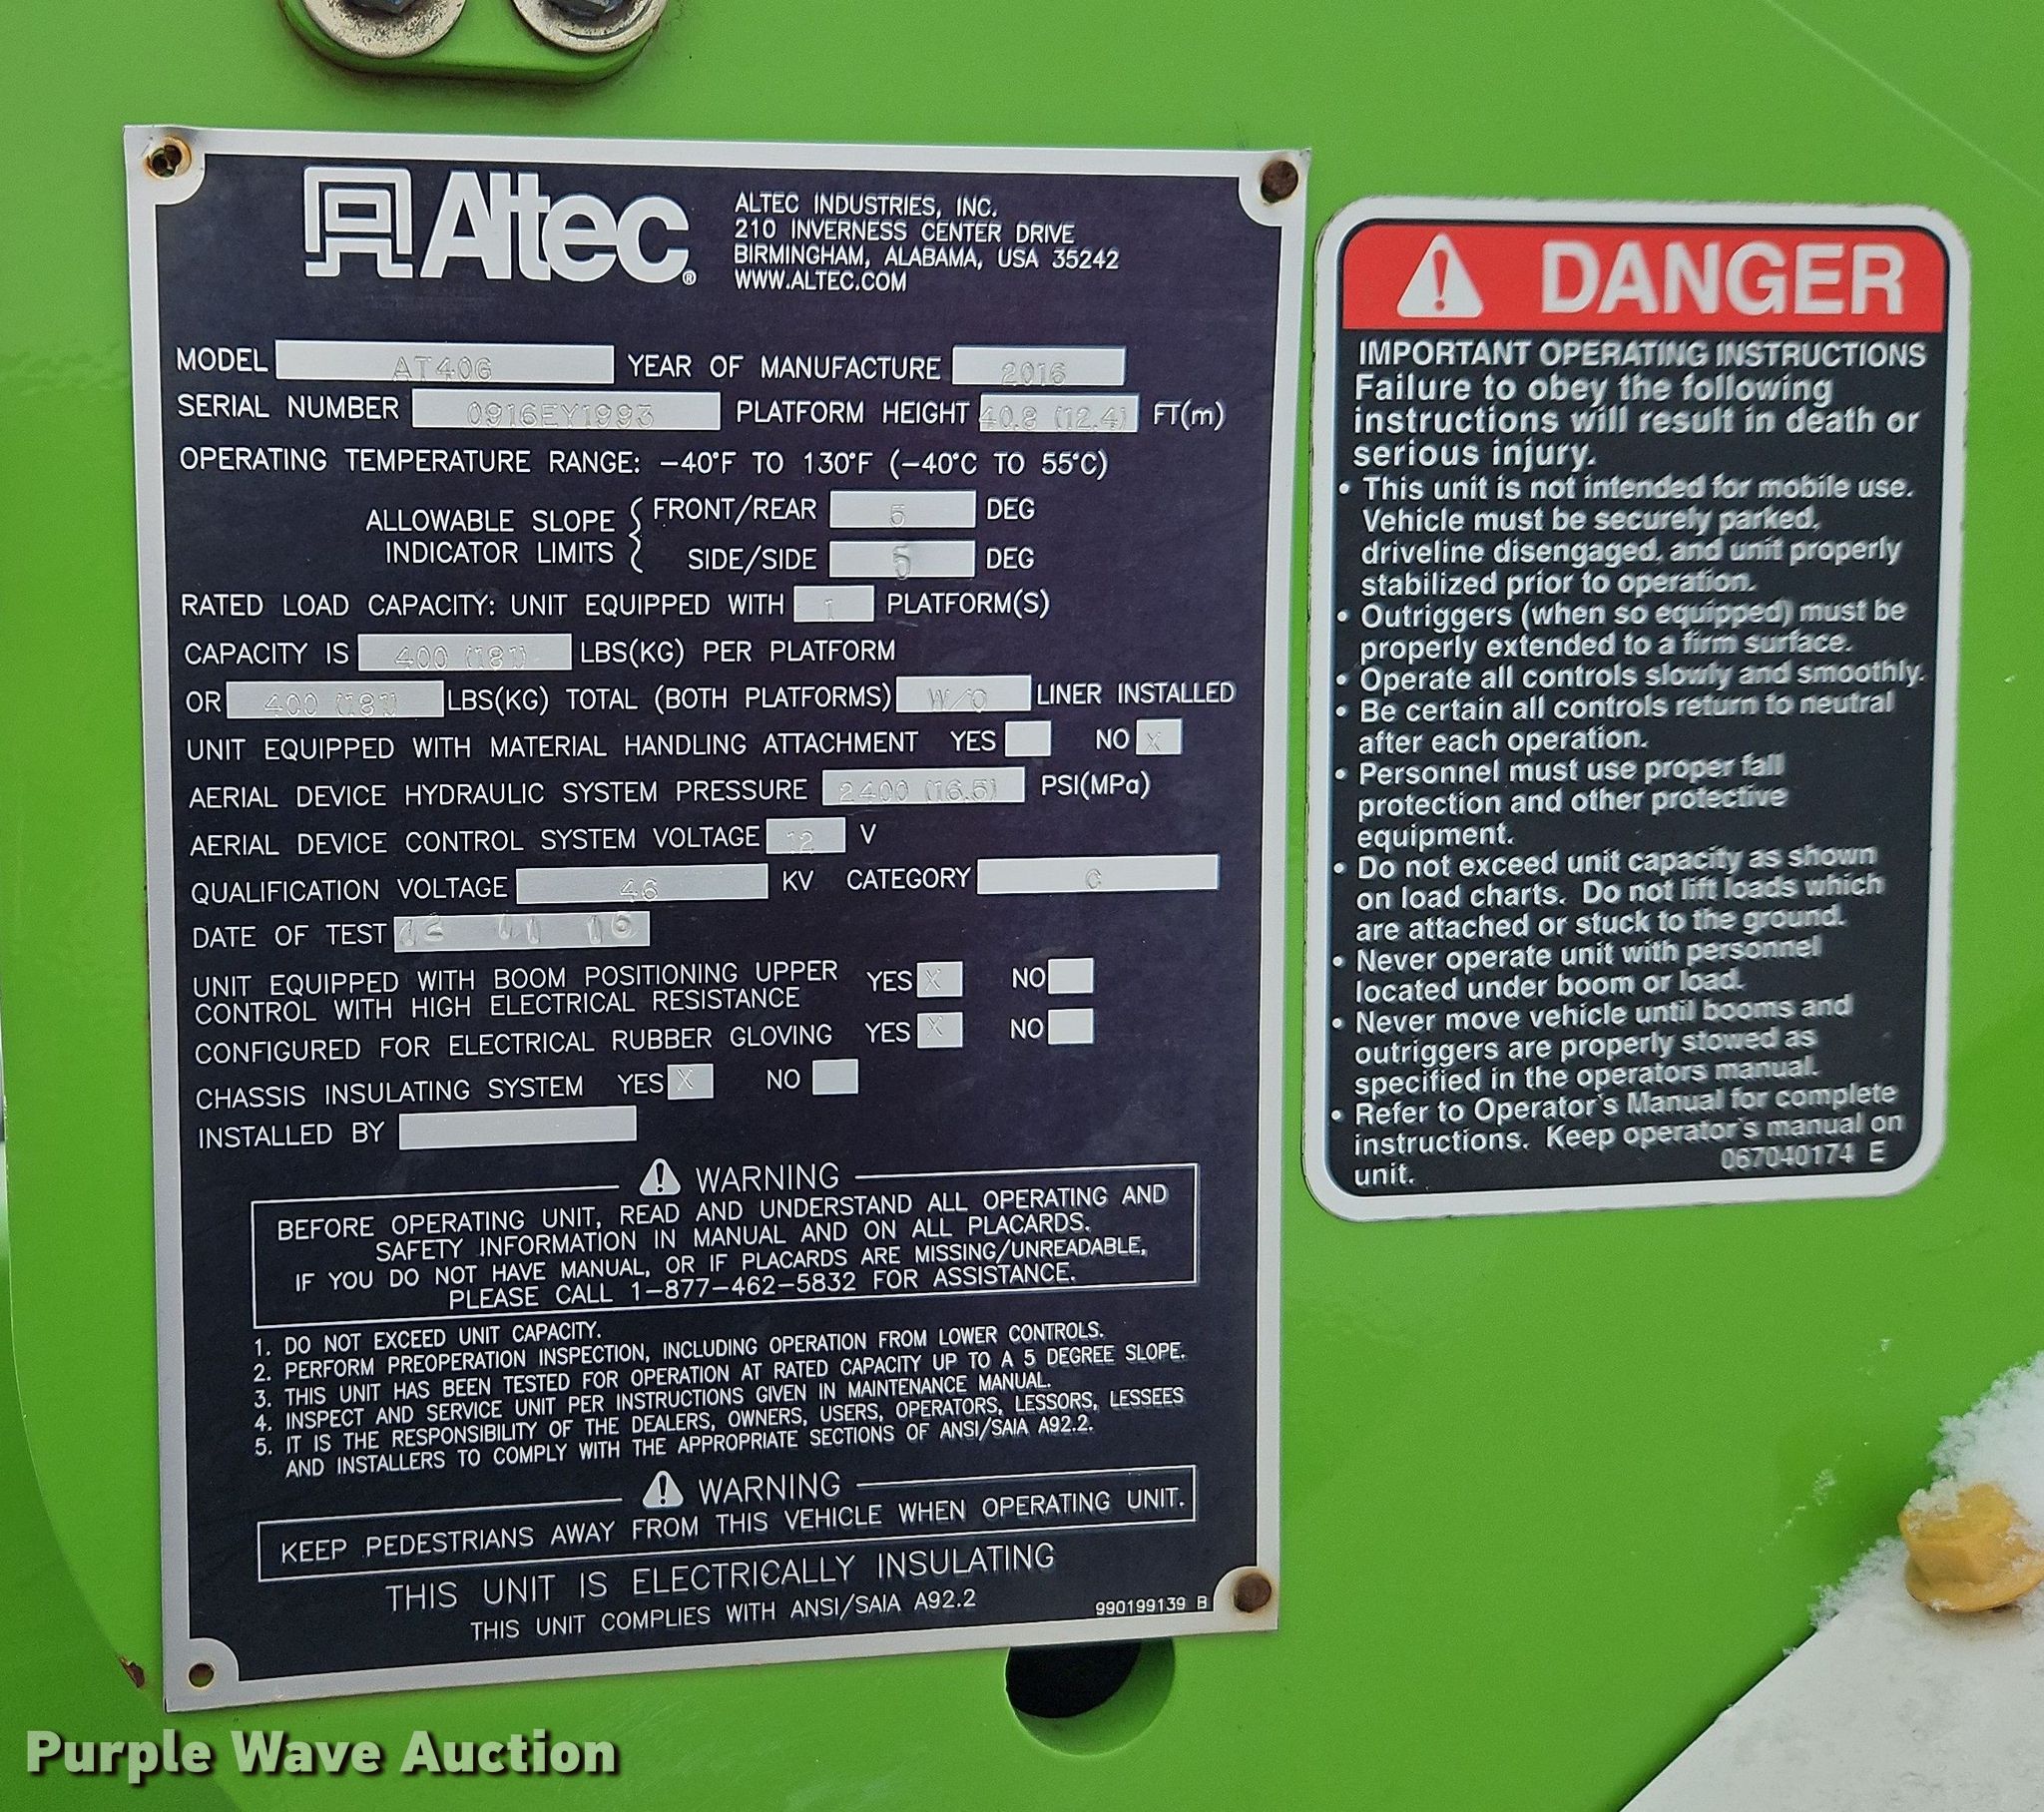 Altec®
ALTEC INDUSTRIES, INC.
210 INVERNESS CENTER DRIVE
BIRMINGHAM, ALABAMA, USA 35242
WWW.ALTEC.COM
MODEL AT40G YEAR OF MANUFACTURE 2016
SERIAL NUMBER 0916EY1993 PLATFORM HEIGHT 40.8 (12.4) FT(m)
OPERATING TEMPERATURE RANGE: -40°F TO 130°F (-40°C TO 55°C)
ALLOWABLE SLOPE INDICATOR LIMITS
FRONT/REAR 5 DEG
SIDE/SIDE 5 DEG
RATED LOAD CAPACITY: UNIT EQUIPPED WITH 1 PLATFORM(S)
CAPACITY IS 400 (181) LBS(KG) PER PLATFORM
OR 400 (181) LBS(KG) TOTAL (BOTH PLATFORMS) W/O LINER INSTALLED
UNIT EQUIPPED WITH MATERIAL HANDLING ATTACHMENT YES NO X
AERIAL DEVICE HYDRAULIC SYSTEM PRESSURE 2400 (16.5) PSI(MPa)
AERIAL DEVICE CONTROL SYSTEM VOLTAGE 12 V
QUALIFICATION VOLTAGE 46 KV CATEGORY C
DATE OF TEST 12 11 16
UNIT EQUIPPED WITH BOOM POSITIONING UPPER YES X NO
CONTROL WITH HIGH ELECTRICAL RESISTANCE
CONFIGURED FOR ELECTRICAL RUBBER GLOVING YES X NO
CHASSIS INSULATING SYSTEM YES X NO
INSTALLED BY
WARNING
BEFORE OPERATING UNIT, READ AND UNDERSTAND ALL OPERATING AND
SAFETY INFORMATION IN MANUAL AND ON ALL PLACARDS.
IF YOU DO NOT HAVE MANUAL, OR IF PLACARDS ARE MISSING/UNREADABLE,
PLEASE CALL 1-877-462-5832 FOR ASSISTANCE.
1. DO NOT EXCEED UNIT CAPACITY.
2. PERFORM PREOPERATION INSPECTION, INCLUDING OPERATION FROM LOWER CONTROLS.
3. THIS UNIT HAS BEEN TESTED FOR OPERATION AT RATED CAPACITY UP TO A 5 DEGREE SLOPE.
4. INSPECT AND SERVICE UNIT PER INSTRUCTIONS GIVEN IN MAINTENANCE MANUAL.
5. IT IS THE RESPONSIBILITY OF THE DEALERS, OWNERS, USERS, OPERATORS, LESSORS, LESSEES
AND INSTALLERS TO COMPLY WITH THE APPROPRIATE SECTIONS OF ANSI/SAIA A92.2.
WARNING
KEEP PEDESTRIANS AWAY FROM THIS VEHICLE WHEN OPERATING UNIT.
THIS UNIT IS ELECTRICALLY INSULATING
THIS UNIT COMPLIES WITH ANSI/SAIA A92.2
990199139 B
DANGER
IMPORTANT OPERATING INSTRUCTIONS
Failure to obey the following
instructions will result in death or
serious injury.
• This unit is not intended for mobile use.
Vehicle must be securely parked,
driveline disengaged, and unit properly
stabilized prior to operation.
• Outriggers (when so equipped) must be
properly extended to a firm surface.
• Operate all controls slowly and smoothly.
• Be certain all controls return to neutral
after each operation.
• Personnel must use proper fall
protection and other protective
equipment.
• Do not exceed unit capacity as shown
on load charts. Do not lift loads which
are attached or stuck to the ground.
• Never operate unit with personnel
located under boom or load.
• Never move vehicle until booms and
outriggers are properly stowed as
specified in the operators manual.
• Refer to Operator's Manual for complete
instructions. Keep operator's manual on
unit.
067040174 E
Purple Wave Auction